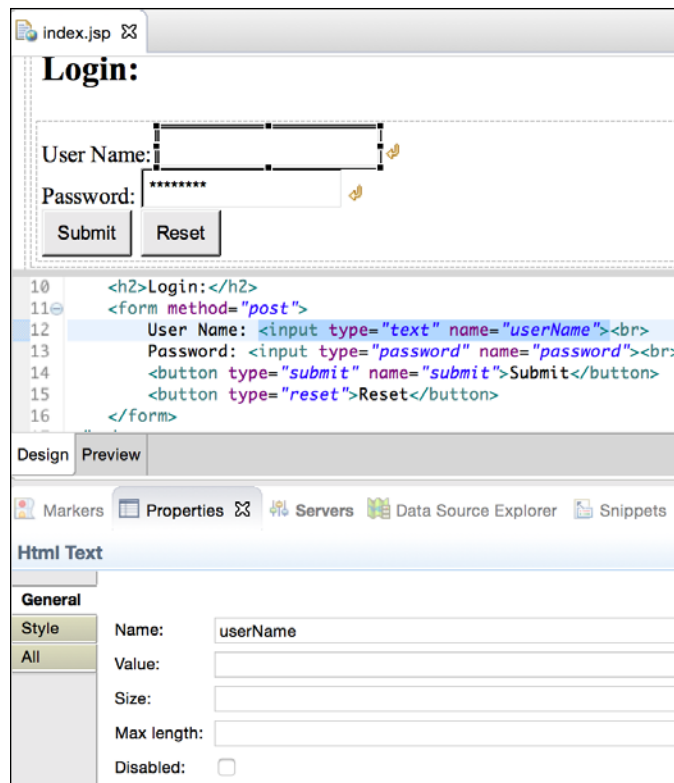 index.jsp
Login:
User Name:
Password: ********
Submit Reset
10 <h2>Login:</h2>
11 <form method="post">
12 User Name: <input type="text" name="userName"><br>
13 Password: <input type="password" name="password"><br>
14 <button type="submit" name="submit">Submit</button>
15 <button type="reset">Reset</button>
16 </form>
Design Preview
Markers Properties Servers Data Source Explorer Snippets
Html Text
General
Style
All
Name: userName
Value:
Size:
Max length:
Disabled: